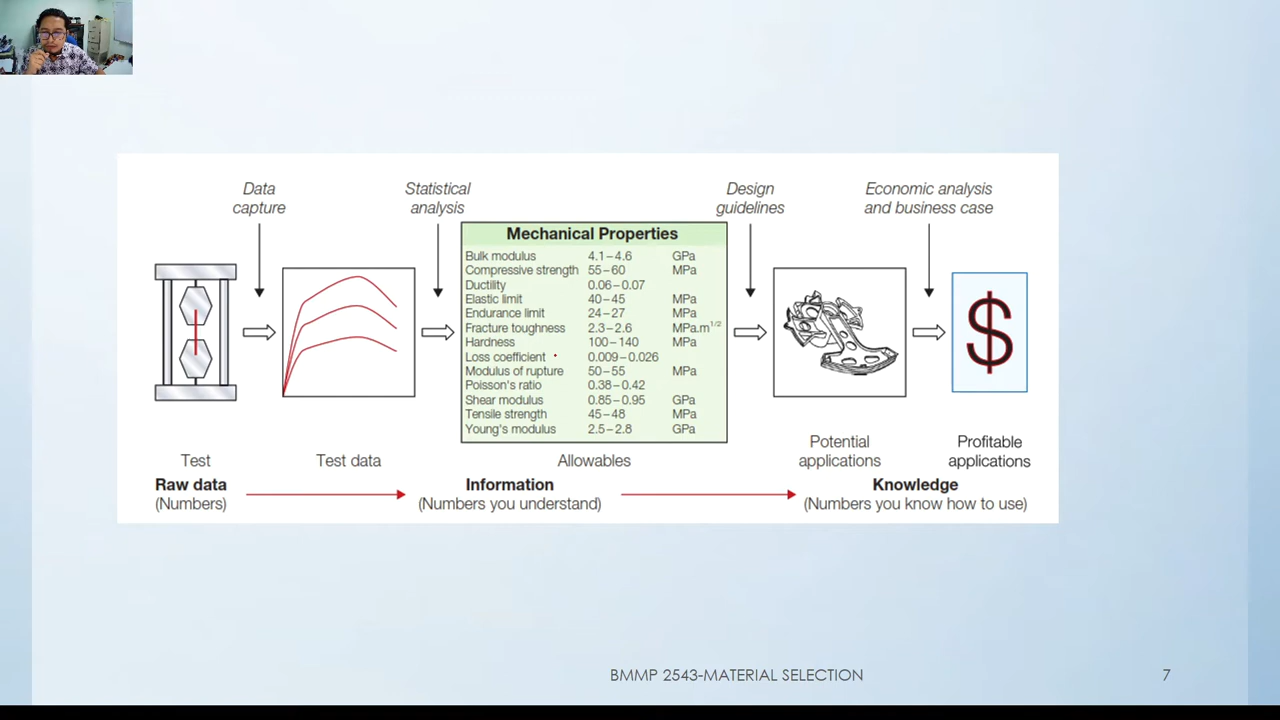 Data
capture
Statistical
analysis
Design
guidelines
Economic analysis
and business case
Mechanical Properties
Bulk modulus 4.1–4.6 GPa
Compressive strength 55–60 MPa
Ductility 0.06–0.07
Elastic limit 40–45 MPa
Endurance limit 24–27 MPa
Fracture toughness 2.3–2.6 MPa.m1/2
Hardness 100–140 MPa
Loss coefficient 0.009–0.026
Modulus of rupture 50–55 MPa
Poisson's ratio 0.38–0.42
Shear modulus 0.85–0.95 GPa
Tensile strength 45–48 MPa
Young's modulus 2.5–2.8 GPa
$
Test
Test data
Allowables
Potential
applications
Profitable
applications
Raw data
(Numbers)
Information
(Numbers you understand)
Knowledge
(Numbers you know how to use)
BMMP 2543-MATERIAL SELECTION
7